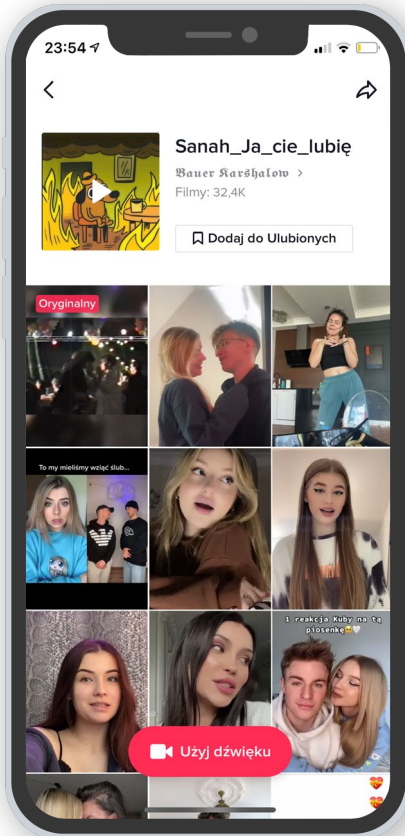 23:54
Sanah_Ja_cie_lubię
𝕭𝖆𝖚𝖊𝖗 𝕶𝖆𝖗𝖘𝖍𝖆𝖑𝖔𝖜 >
Filmy: 32,4K
Dodaj do Ulubionych
Oryginalny
To my mieliśmy wziąć ślub...
1 reakcja Kuby na tą
piosenkę🥹🤍
Użyj dźwięku